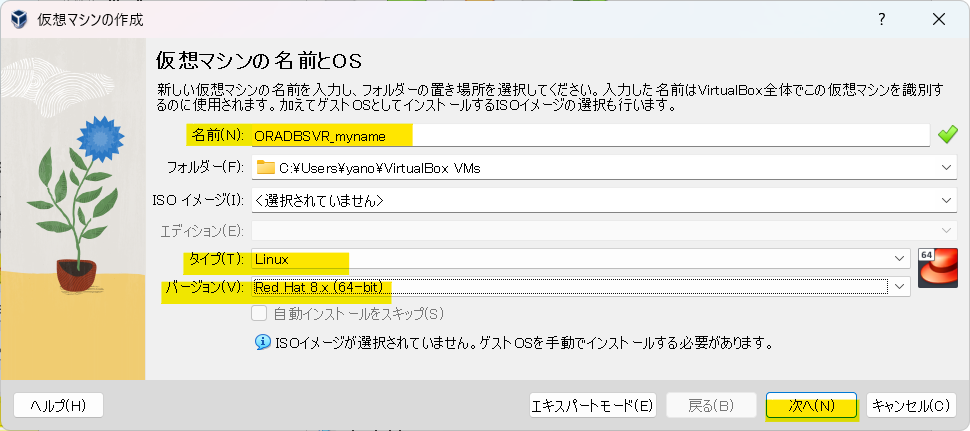 仮想マシンの作成
?
仮想マシンの名前とOS
新しい仮想マシンの名前を入力し、フォルダーの置き場所を選択してください。入力した名前はVirtualBox全体でこの仮想マシンを識別す
るのに使用されます。加えてゲストOSとしてインストールするISOイメージの選択も行います。
名前(N): ORADBSVR_myname
フォルダー(F): C:¥Users¥yano¥VirtualBox VMs
ISO イメージ(I): <選択されていません>
エディション(E):
タイプ(T): Linux
64
バージョン(V): Red Hat 8.x (64-bit)
自動インストールをスキップ(S)
ISOイメージが選択されていません。ゲストOSを手動でインストールする必要があります。
ヘルプ(H) エキスパートモード(E) 戻る(B) 次へ(N) キャンセル(C)